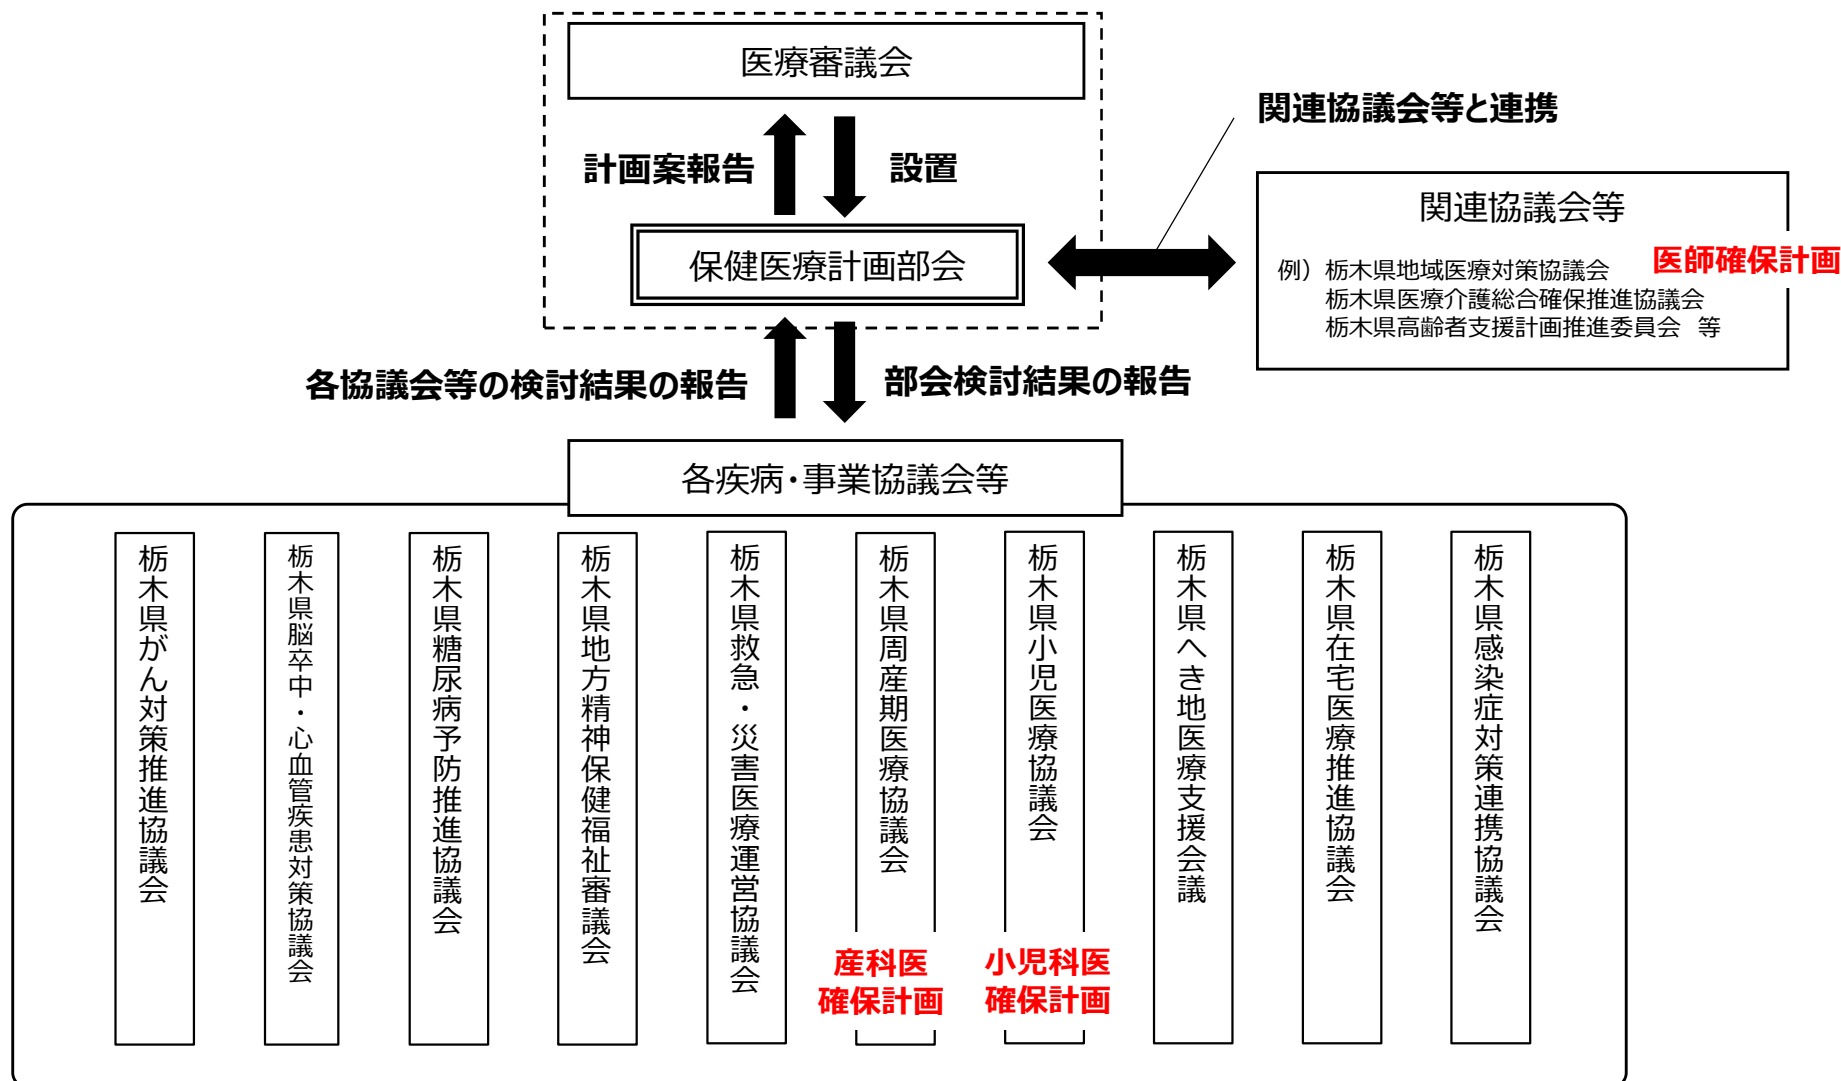 医療審議会
計画案報告
設置
関連協議会等と連携
保健医療計画部会
関連協議会等
医師確保計画
例）栃木県地域医療対策協議会
栃木県医療介護総合確保推進協議会
栃木県高齢者支援計画推進委員会 等
各協議会等の検討結果の報告
部会検討結果の報告
各疾病・事業協議会等
栃木県がん対策推進協議会
栃木県脳卒中・心血管疾患対策協議会
栃木県糖尿病予防推進協議会
栃木県地方精神保健福祉審議会
栃木県救急・災害医療運営協議会
栃木県周産期医療協議会
産科医
確保計画
栃木県小児医療協議会
小児科医
確保計画
栃木県へき地医療支援会議
栃木県在宅医療推進協議会
栃木県感染症対策連携協議会